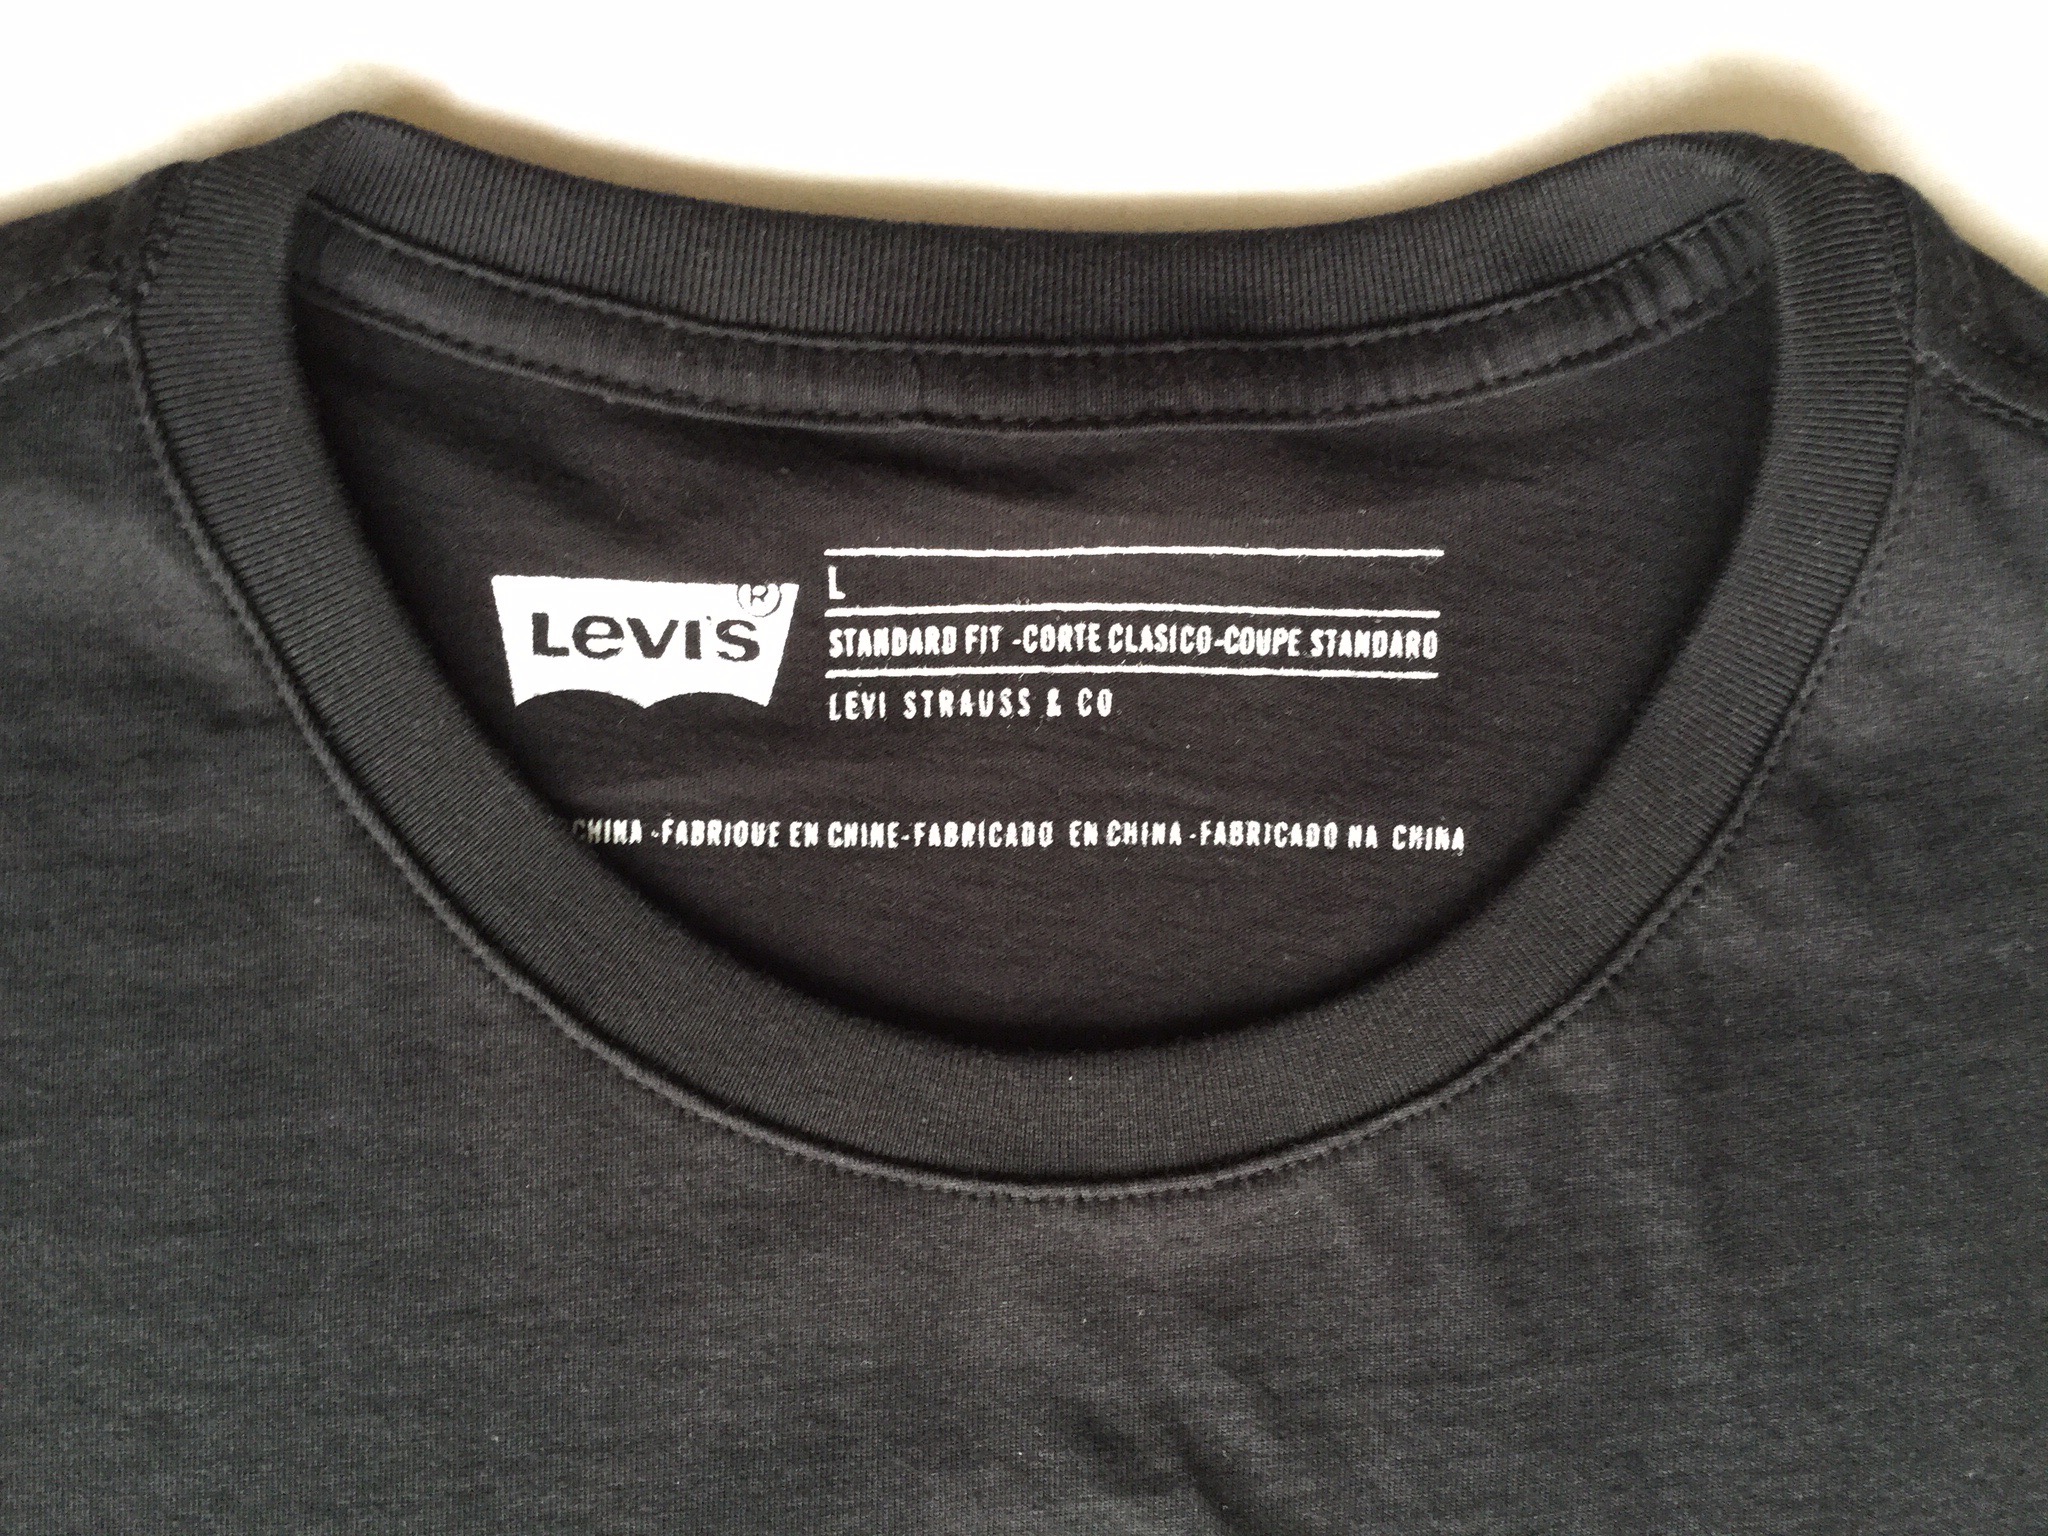 LEVI'S®
L
STANDARD FIT -CORTE CLASICO-COUPE STANDARD
LEVI STRAUSS & CO
CHINA -FABRIQUE EN CHINE-FABRICADO EN CHINA -FABRICADO NA CHINA